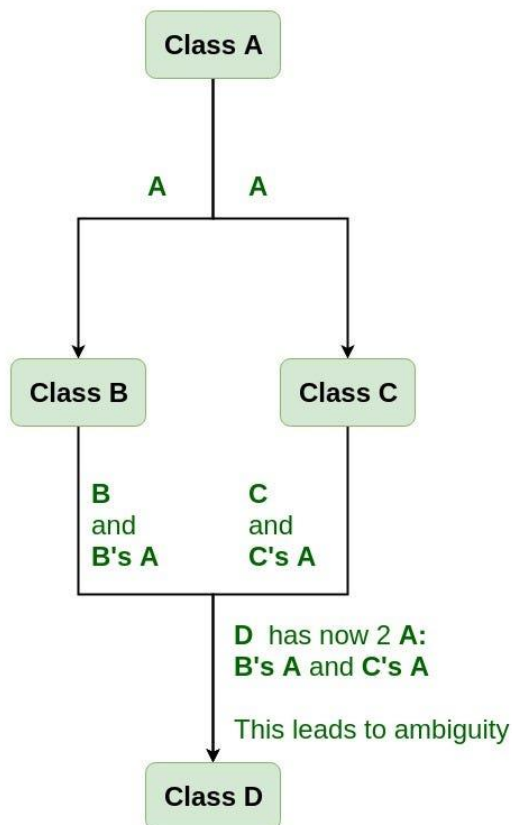 Class A
A A
Class B Class C
B
and
B's A
C
and
C's A
D has now 2 A:
B's A and C's A
This leads to ambiguity
Class D